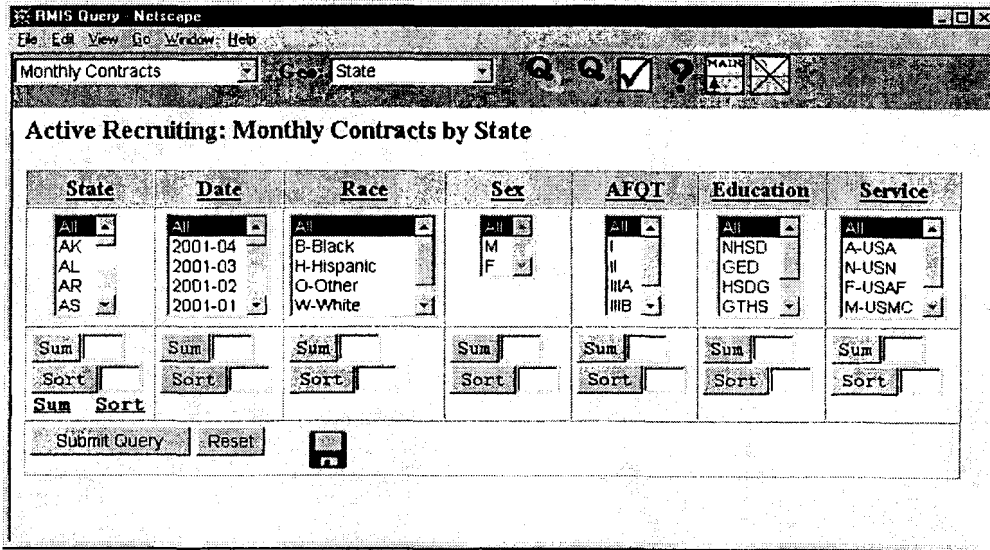 RMIS Query - Netscape
File Edit View Go Window Help
Monthly Contracts Geo: State MAIN
Active Recruiting: Monthly Contracts by State
State Date Race Sex AFQT Education Service
All All All All All All All
AK 2001-04 B-Black M I NHSD A-USA
AL 2001-03 H-Hispanic F II GED N-USN
AR 2001-02 O-Other IIIA HSDG F-USAF
AS 2001-01 W-White IIIB GTHS M-USMC
Sum Sum Sum Sum Sum Sum Sum
Sort Sort Sort Sort Sort Sort Sort
Sum Sort
Submit Query Reset